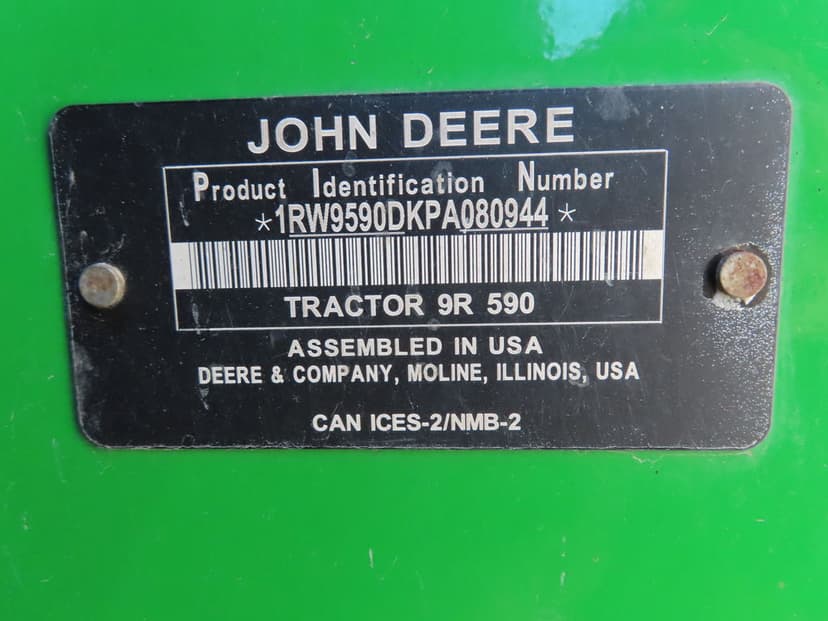 JOHN DEERE
Product Identification Number
*1RW9590DKPA080944*
TRACTOR 9R 590
ASSEMBLED IN USA
DEERE & COMPANY, MOLINE, ILLINOIS, USA
CAN ICES-2/NMB-2